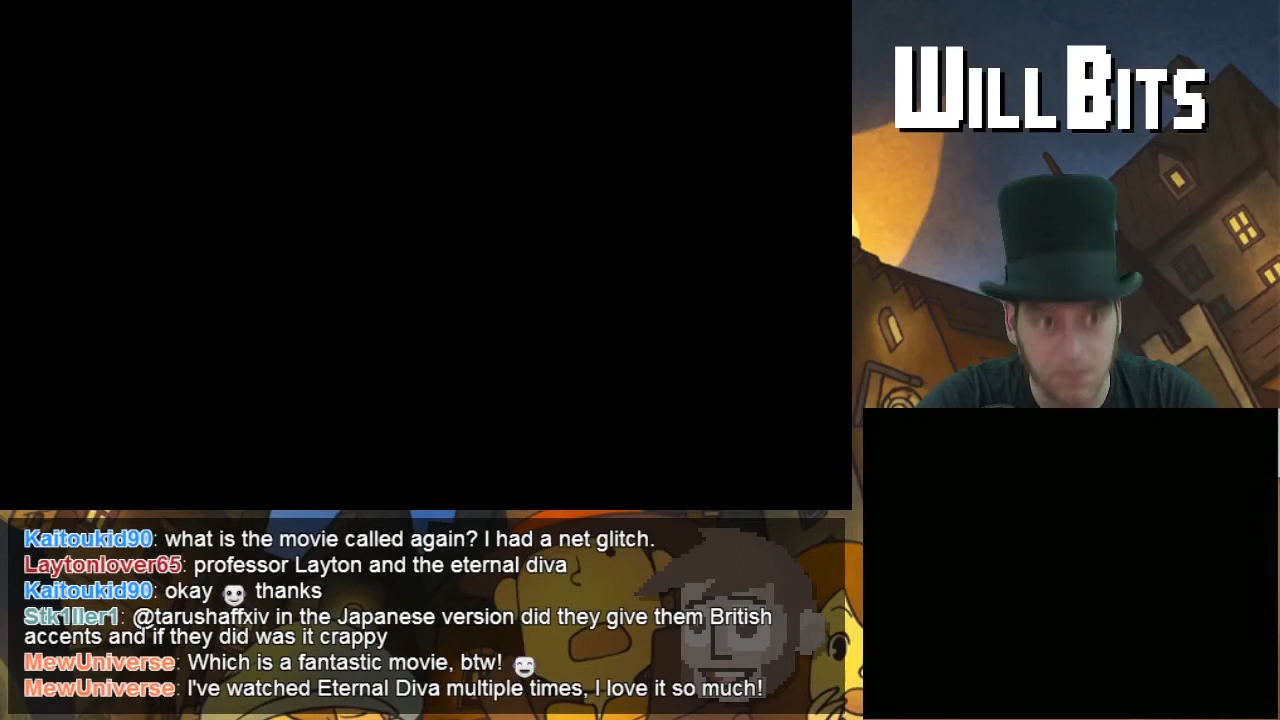 WILL BITS
Kaitoukid90: what is the movie called again? I had a net glitch.
Laytonlover65: professor Layton and the eternal diva
Kaitoukid90: okay thanks
Stk1ller1: @tarushaffxiv in the Japanese version did they give them British
accents and if they did was it crappy
MewUniverse: Which is a fantastic movie, btw!
MewUniverse: I've watched Eternal Diva multiple times, I love it so much!